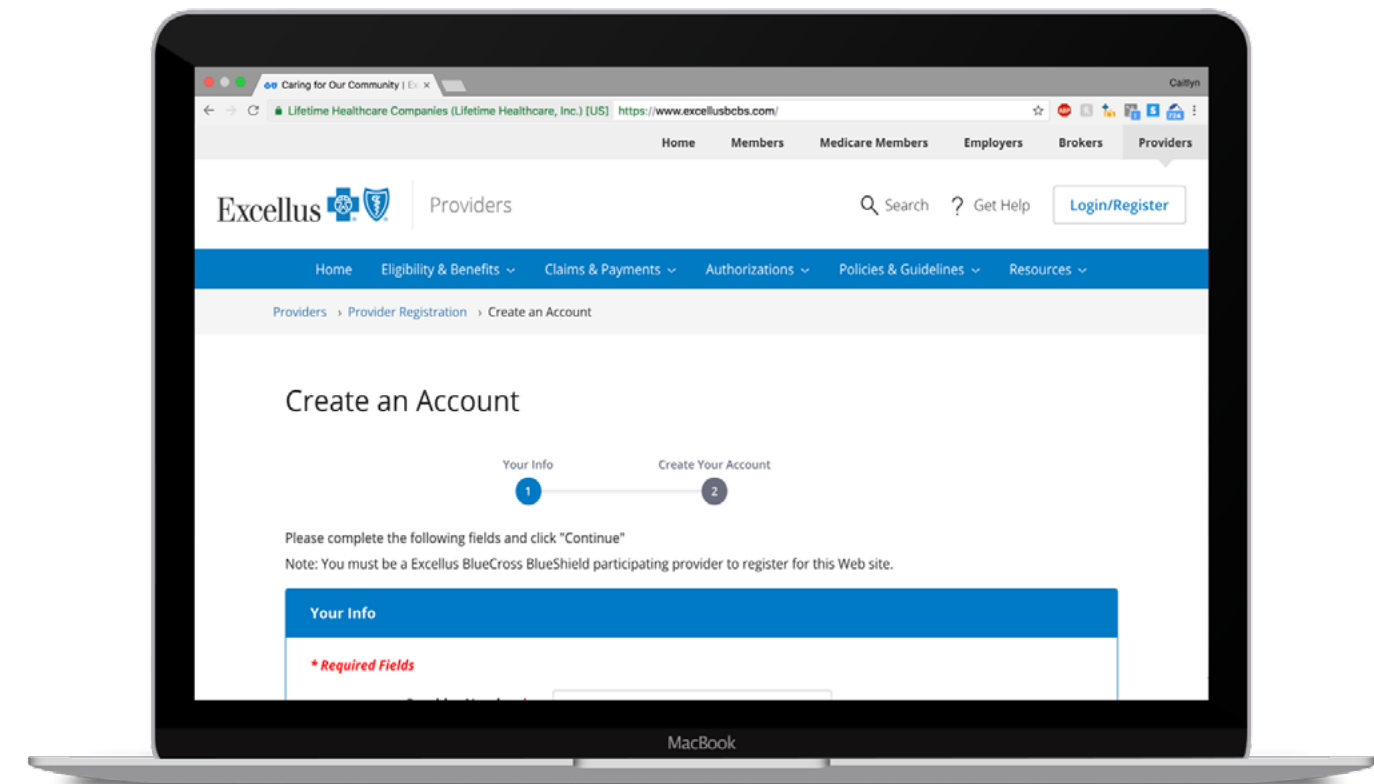 Caring for Our Community | Ex
Caitlyn
Lifetime Healthcare Companies (Lifetime Healthcare, Inc.) [US] https://www.excellusbcbs.com/
ABP
724
Home Members Medicare Members Employers Brokers Providers
Excellus Providers Search ? Get Help Login/Register
Home Eligibility & Benefits Claims & Payments Authorizations Policies & Guidelines Resources
Providers › Provider Registration › Create an Account
Create an Account
Your Info Create Your Account
1 2
Please complete the following fields and click "Continue"
Note: You must be a Excellus BlueCross BlueShield participating provider to register for this Web site.
Your Info
* Required Fields
MacBook